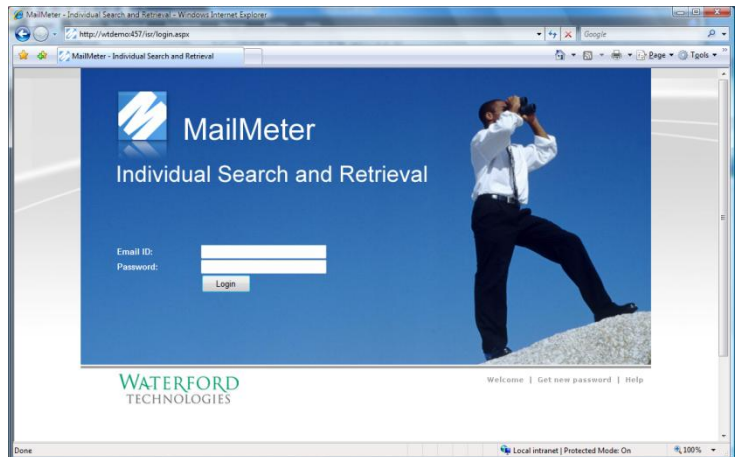 MailMeter - Individual Search and Retrieval - Windows Internet Explorer
http://wtdemo:457/isr/login.aspx
Google
MailMeter - Individual Search and Retrieval
Page
Tools
MailMeter
Individual Search and Retrieval
Email ID:
Password:
Login
WATERFORD
TECHNOLOGIES
Welcome | Get new password | Help
Done
Local intranet | Protected Mode: On
100%